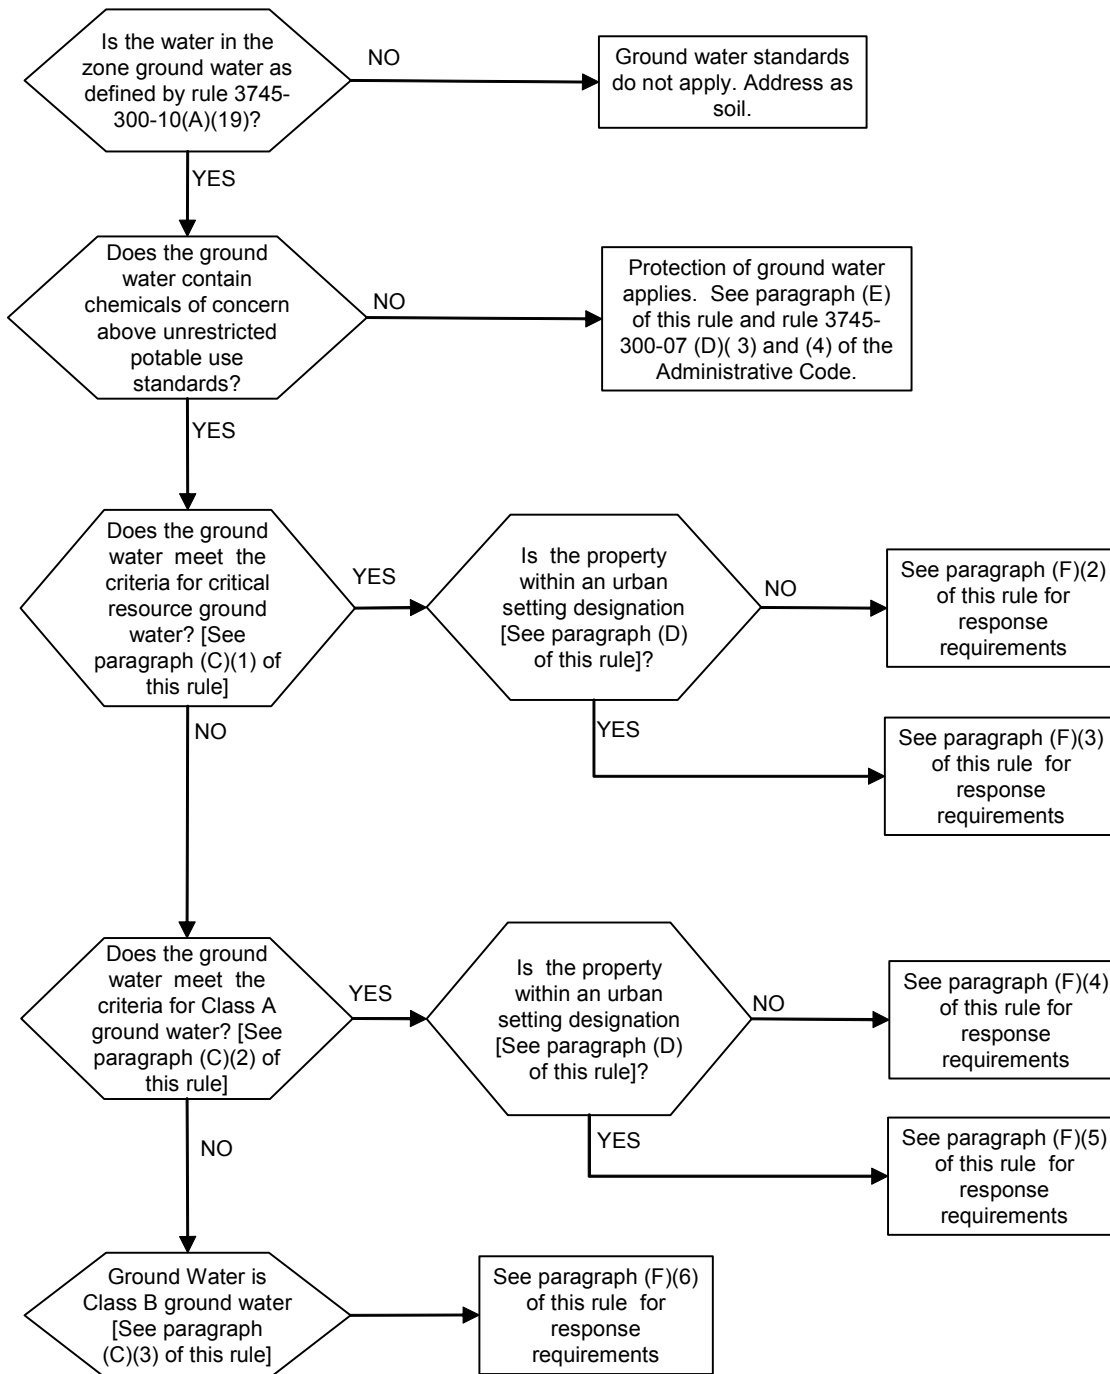 Is the water in the
zone ground water as
defined by rule 3745-
300-10(A)(19)?
NO
Ground water standards
do not apply. Address as
soil.
YES
Does the ground
water contain
chemicals of concern
above unrestricted
potable use
standards?
NO
Protection of ground water
applies. See paragraph (E)
of this rule and rule 3745-
300-07 (D)( 3) and (4) of the
Administrative Code.
YES
Does the ground
water meet the
criteria for critical
resource ground
water? [See
paragraph (C)(1) of
this rule]
YES
Is the property
within an urban
setting designation
[See paragraph (D)
of this rule]?
NO
See paragraph (F)(2)
of this rule for
response
requirements
YES
See paragraph (F)(3)
of this rule for
response
requirements
NO
Does the ground
water meet the
criteria for Class A
ground water? [See
paragraph (C)(2) of
this rule]
YES
Is the property
within an urban
setting designation
[See paragraph (D)
of this rule]?
NO
See paragraph (F)(4)
of this rule for
response
requirements
YES
See paragraph (F)(5)
of this rule for
response
requirements
NO
Ground Water is
Class B ground water
[See paragraph
(C)(3) of this rule]
See paragraph (F)(6)
of this rule for
response
requirements